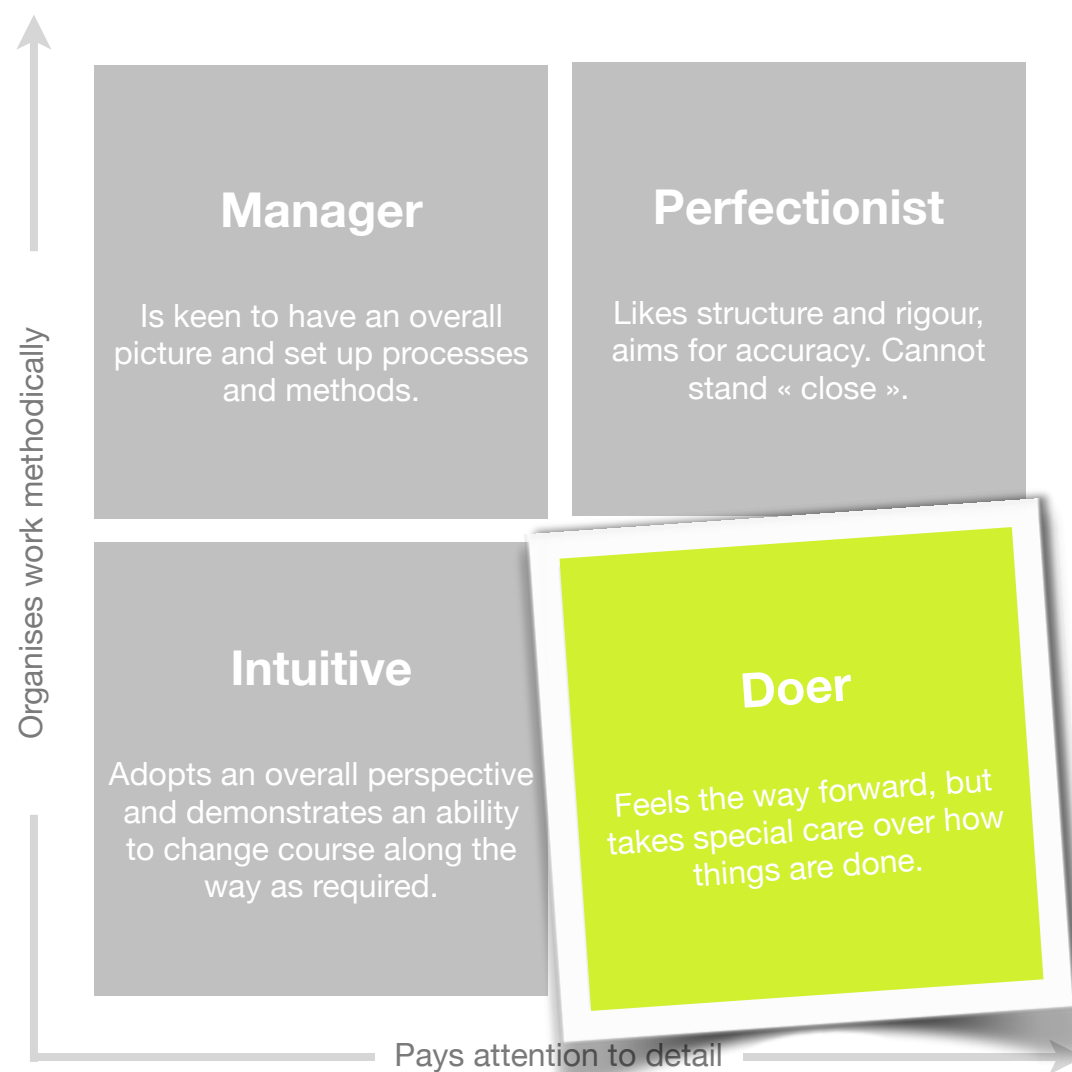 Manager
Is keen to have an overall
picture and set up processes
and methods.
Perfectionist
Likes structure and rigour,
aims for accuracy. Cannot
stand « close ».
Organises work methodically
Intuitive
Adopts an overall perspective
and demonstrates an ability
to change course along the
way as required.
Doer
Feels the way forward, but
takes special care over how
things are done.
Pays attention to detail